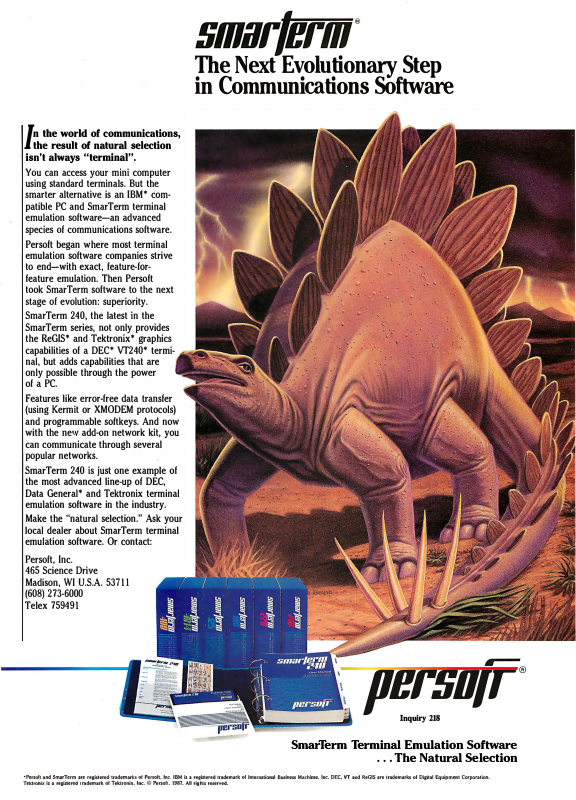 smarterm®
The Next Evolutionary Step
in Communications Software
In the world of communications,
the result of natural selection
isn't always "terminal".
You can access your mini computer
using standard terminals. But the
smarter alternative is an IBM* com-
patible PC and SmarTerm terminal
emulation software—an advanced
species of communications software.
Persoft began where most terminal
emulation software companies strive
to end—with exact, feature-for-
feature emulation. Then Persoft
took SmarTerm software to the next
stage of evolution: superiority.
SmarTerm 240, the latest in the
SmarTerm series, not only provides
the ReGIS* and Tektronix* graphics
capabilities of a DEC* VT240* termi-
nal, but adds capabilities that are
only possible through the power
of a PC.
Features like error-free data transfer
(using Kermit or XMODEM protocols)
and programmable softkeys. And now
with the new add-on network kit, you
can communicate through several
popular networks.
SmarTerm 240 is just one example of
the most advanced line-up of DEC,
Data General* and Tektronix terminal
emulation software in the industry.
Make the "natural selection." Ask your
local dealer about SmarTerm terminal
emulation software. Or contact:
Persoft, Inc.
465 Science Drive
Madison, WI U.S.A. 53711
(608) 273-6000
Telex 759491
smarterm
smarterm
smarterm
smarterm
smarterm
smarterm
smarterm 240
smarterm
240
persoft
persoft
persoft®
Inquiry 218
SmarTerm Terminal Emulation Software
. . . The Natural Selection
*Persoft and SmarTerm are registered trademarks of Persoft, Inc. IBM is a registered trademark of International Business Machines, Inc. DEC, VT and ReGIS are trademarks of Digital Equipment Corporation.
Tektronix is a registered trademark of Tektronix, Inc. © Persoft, 1987. All rights reserved.